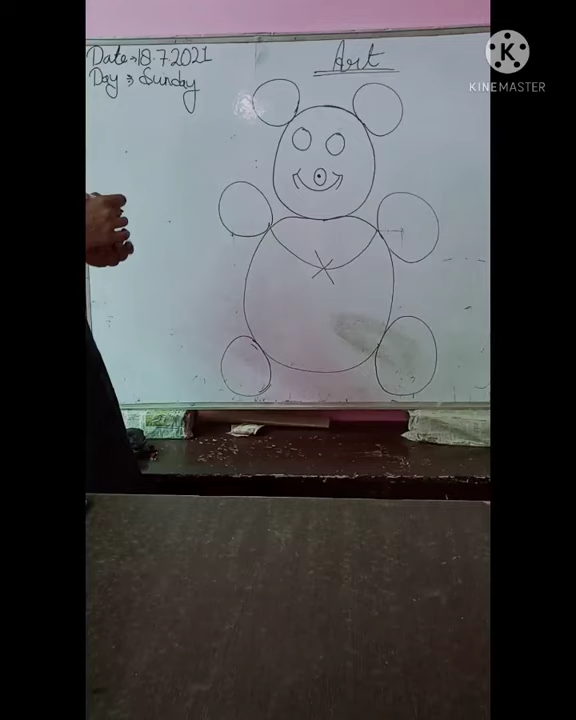 Date → 18.7.2021
Day → Sunday
Art
KINEMASTER